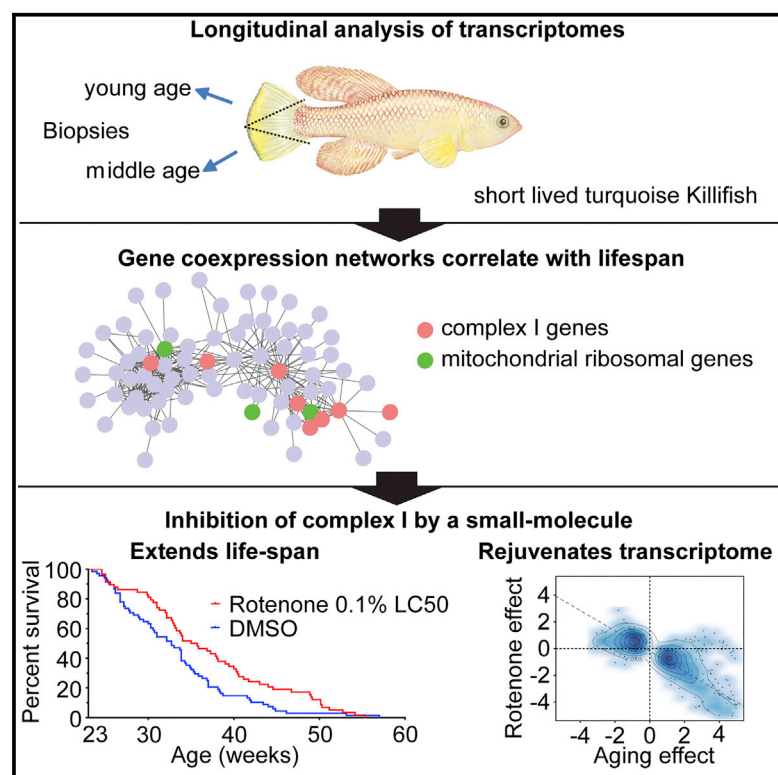 Longitudinal analysis of transcriptomes
young age
Biopsies
middle age
short lived turquoise Killifish
Gene coexpression networks correlate with lifespan
complex I genes
mitochondrial ribosomal genes
Inhibition of complex I by a small-molecule
Extends life-span
Rejuvenates transcriptome
Percent survival
100
80
60
40
20
0
Rotenone 0.1% LC50
DMSO
23 30 40 50 60
Age (weeks)
Rotenone effect
4
2
0
-2
-4
-4 -2 0 2 4
Aging effect